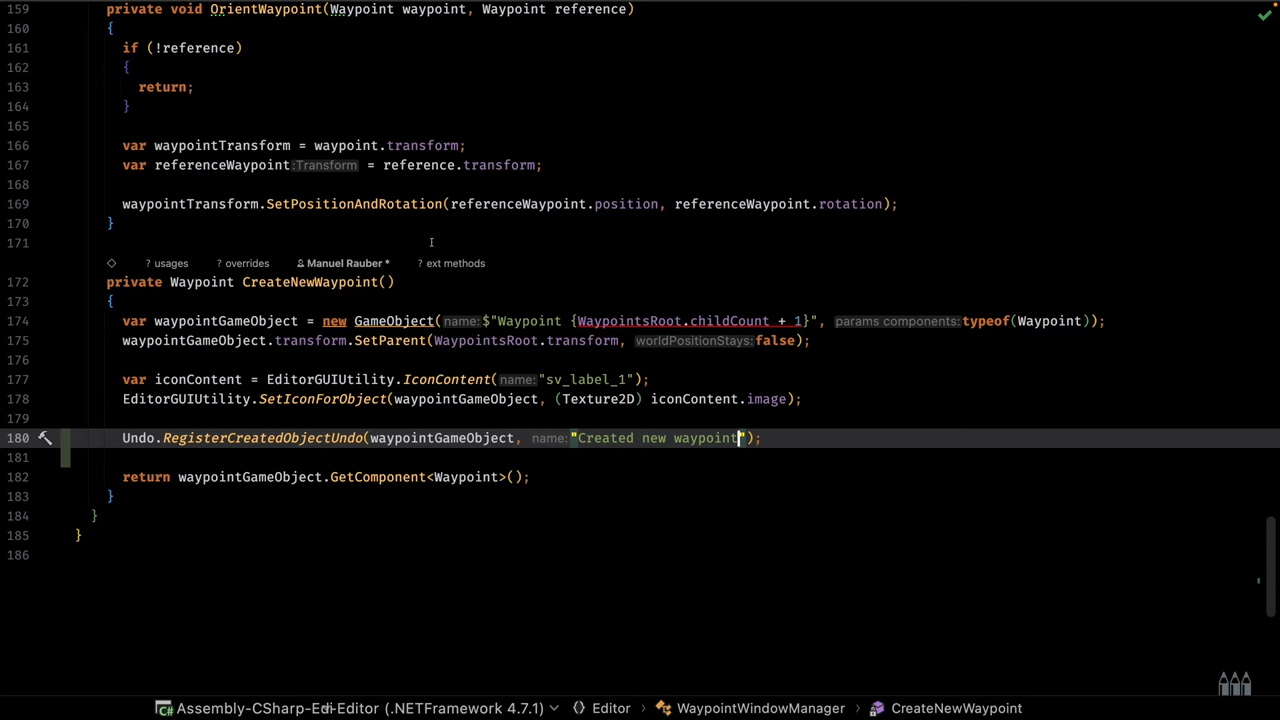 159 private void OrientWaypoint(Waypoint waypoint, Waypoint reference)
160 {
161 if (!reference)
162 {
163 return;
164 }
165
166 var waypointTransform = waypoint.transform;
167 var referenceWaypoint :Transform = reference.transform;
168
169 waypointTransform.SetPositionAndRotation(referenceWaypoint.position, referenceWaypoint.rotation);
170 }
171
? usages ? overrides Manuel Rauber * ? ext methods
172 private Waypoint CreateNewWaypoint()
173 {
174 var waypointGameObject = new GameObject( name: $"Waypoint {WaypointsRoot.childCount + 1}", params components: typeof(Waypoint));
175 waypointGameObject.transform.SetParent(WaypointsRoot.transform, worldPositionStays: false);
176
177 var iconContent = EditorGUIUtility.IconContent( name: "sv_label_1");
178 EditorGUIUtility.SetIconForObject(waypointGameObject, (Texture2D) iconContent.image);
179
180 Undo.RegisterCreatedObjectUndo(waypointGameObject, name: "Created new waypoint");
181
182 return waypointGameObject.GetComponent<Waypoint>();
183 }
184 }
185 }
186
Assembly-CSharp-Edi-Editor (.NETFramework 4.7.1) {} Editor WaypointWindowManager CreateNewWaypoint